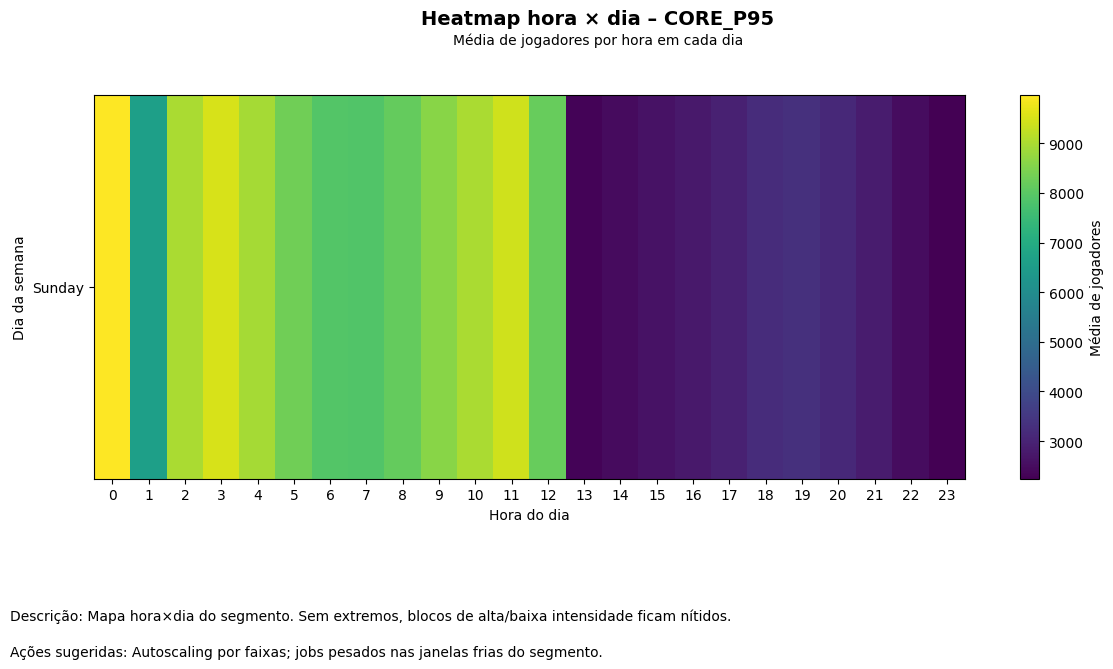 Heatmap hora × dia – CORE_P95
Média de jogadores por hora em cada dia
Dia da semana
Sunday
0 1 2 3 4 5 6 7 8 9 10 11 12 13 14 15 16 17 18 19 20 21 22 23
Hora do dia
9000
8000
7000
6000
5000
4000
3000
Média de jogadores
Descrição: Mapa hora×dia do segmento. Sem extremos, blocos de alta/baixa intensidade ficam nítidos.
Ações sugeridas: Autoscaling por faixas; jobs pesados nas janelas frias do segmento.